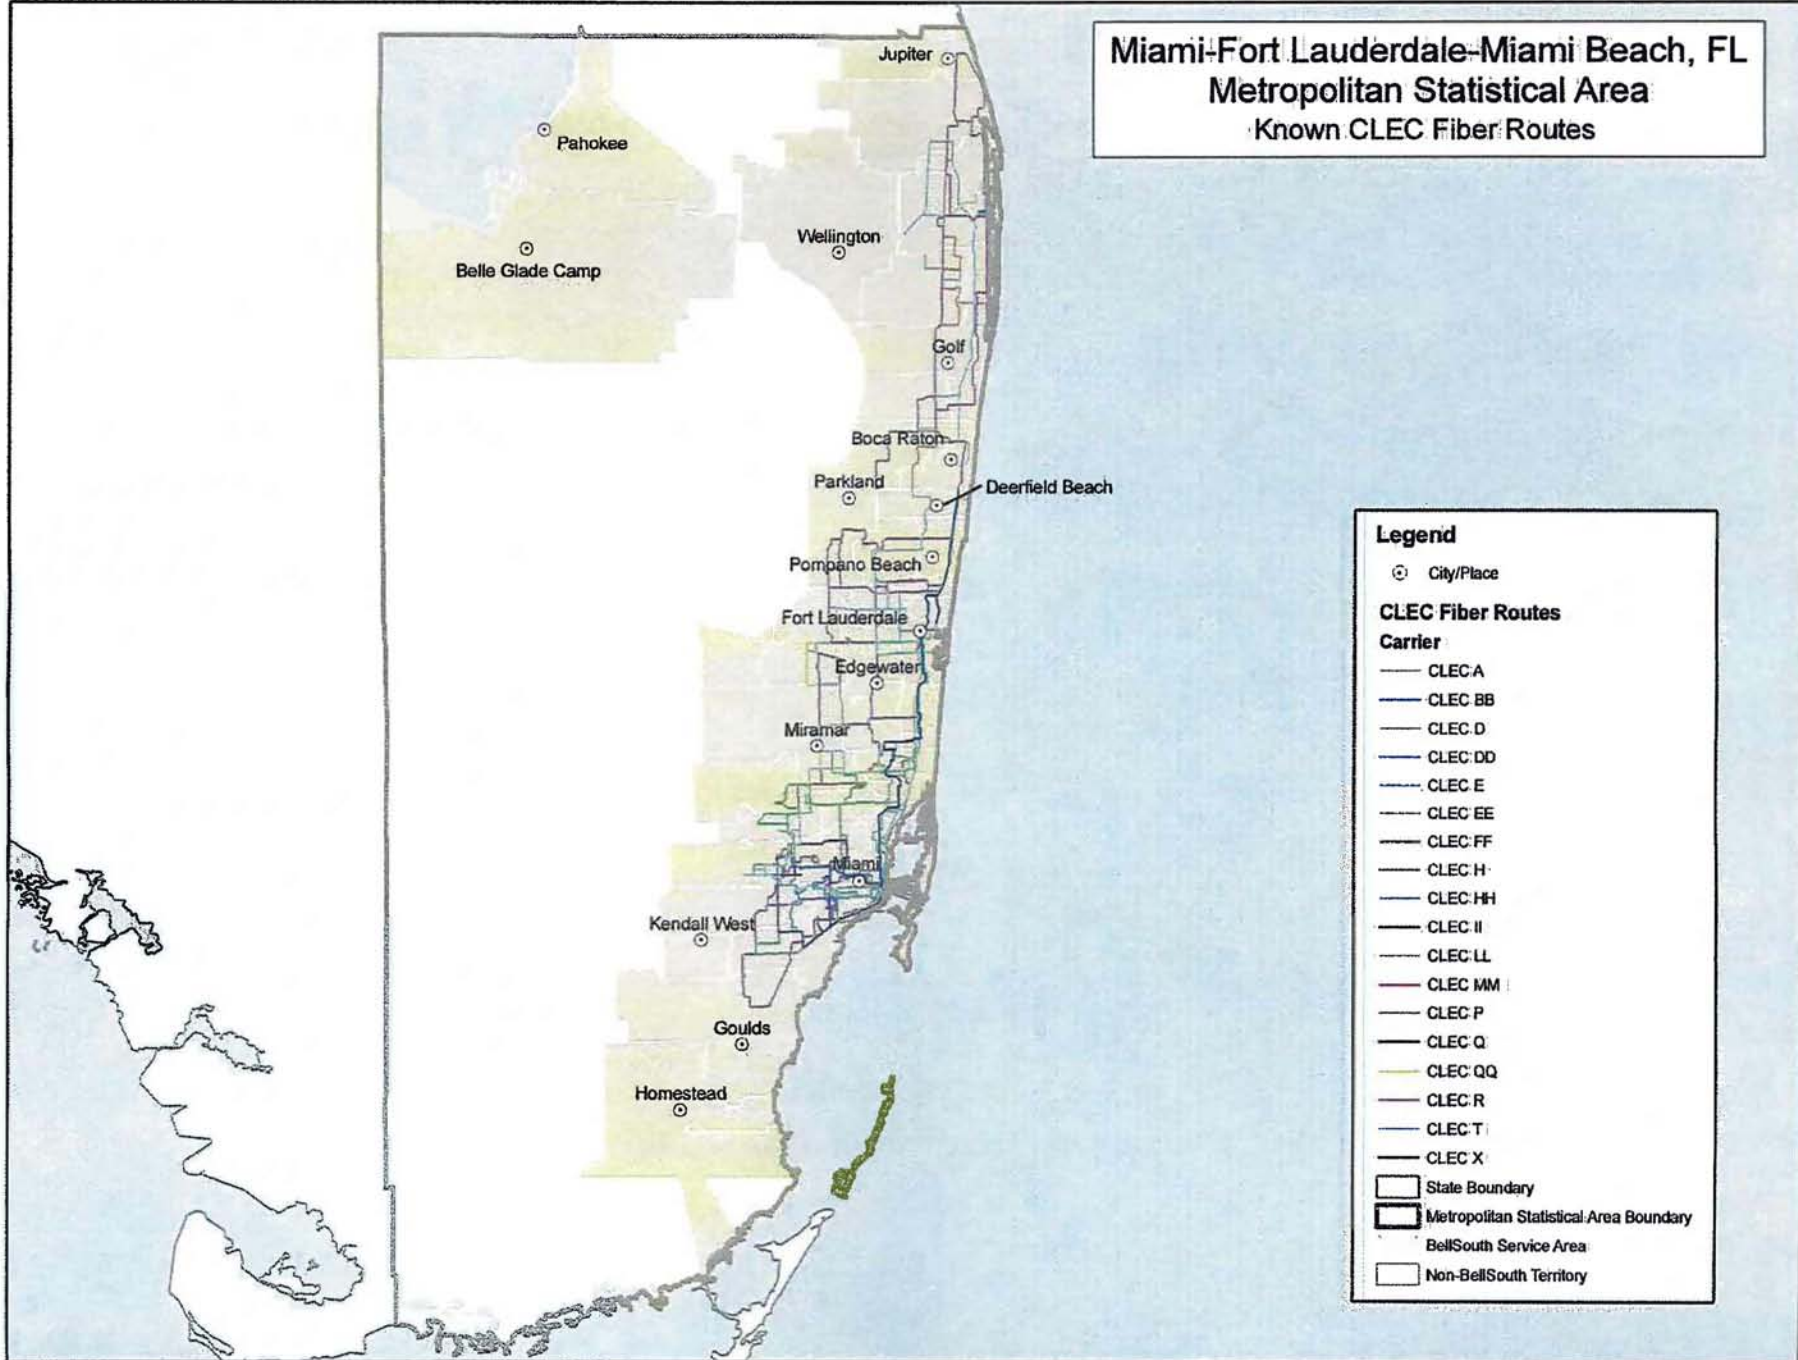 Miami-Fort Lauderdale-Miami Beach, FL
Metropolitan Statistical Area
Known CLEC Fiber Routes
Jupiter
Pahokee
Wellington
Belle Glade Camp
Golf
Boca Raton
Parkland
Deerfield Beach
Pompano Beach
Fort Lauderdale
Edgewater
Miramar
Miami
Kendall West
Goulds
Homestead
Legend
City/Place
CLEC Fiber Routes
Carrier
CLEC A
CLEC BB
CLEC D
CLEC DD
CLEC E
CLEC EE
CLEC FF
CLEC H
CLEC HH
CLEC II
CLEC LL
CLEC MM
CLEC P
CLEC Q
CLEC QQ
CLEC R
CLEC T
CLEC X
State Boundary
Metropolitan Statistical Area Boundary
BellSouth Service Area
Non-BellSouth Territory